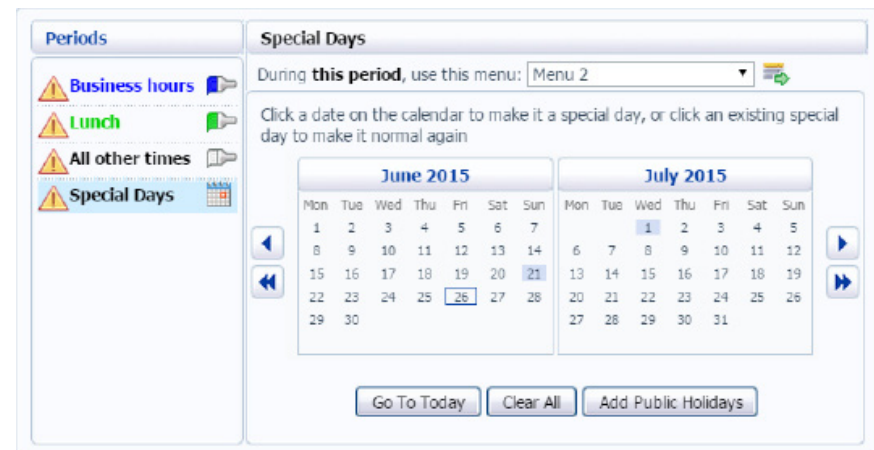 Periods
Business hours
Lunch
All other times
Special Days
Special Days
During this period, use this menu: Menu 2
Click a date on the calendar to make it a special day, or click an existing special
day to make it normal again
June 2015
Mon Tue Wed Thu Fri Sat Sun
1 2 3 4 5 6 7
8 9 10 11 12 13 14
15 16 17 18 19 20 21
22 23 24 25 26 27 28
29 30
July 2015
Mon Tue Wed Thu Fri Sat Sun
1 2 3 4 5
6 7 8 9 10 11 12
13 14 15 16 17 18 19
20 21 22 23 24 25 26
27 28 29 30 31
Go To Today Clear All Add Public Holidays